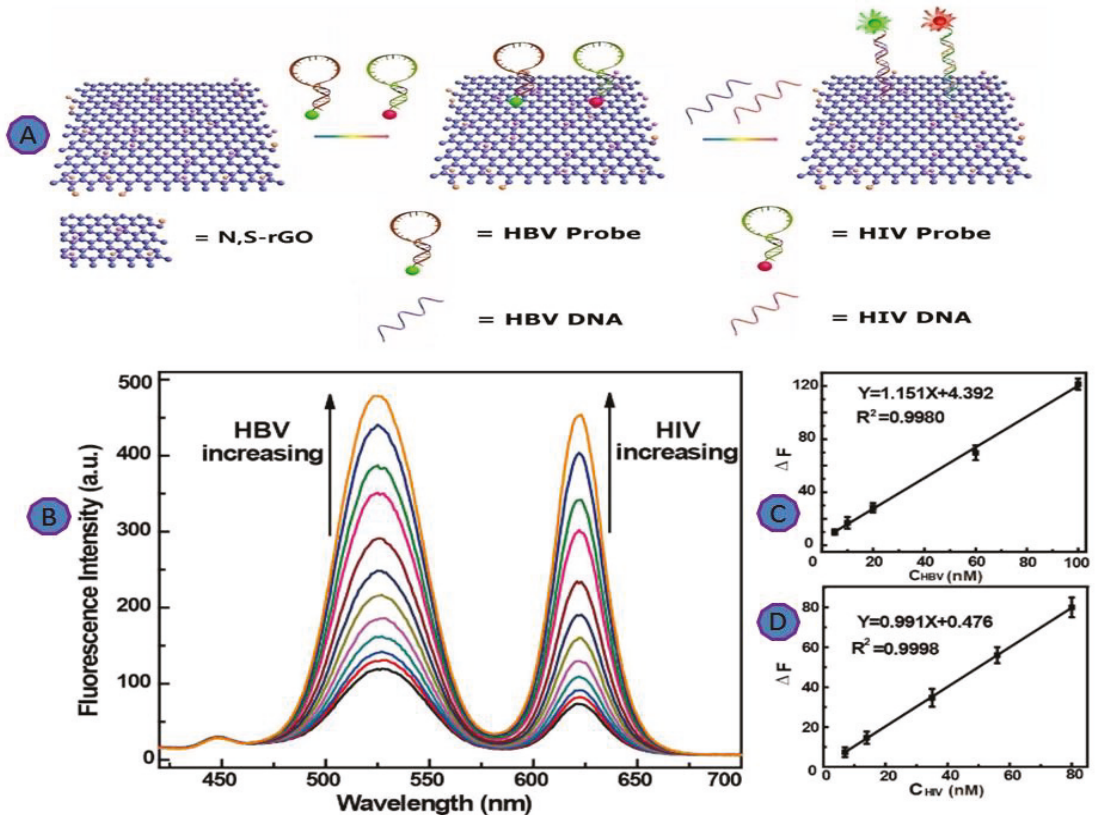 A
= N,S-rGO
= HBV Probe
= HIV Probe
= HBV DNA
= HIV DNA
B
Fluorescence Intensity (a.u.)
500
400
300
200
100
0
HBV
increasing
HIV
increasing
450 500 550 600 650 700
Wavelength (nm)
C
ΔF
120
80
40
0
Y=1.151X+4.392
R²=0.9980
0 20 40 60 80 100
C_HBV (nM)
D
ΔF
80
60
40
20
0
Y=0.991X+0.476
R²=0.9998
0 20 40 60 80
C_HIV (nM)